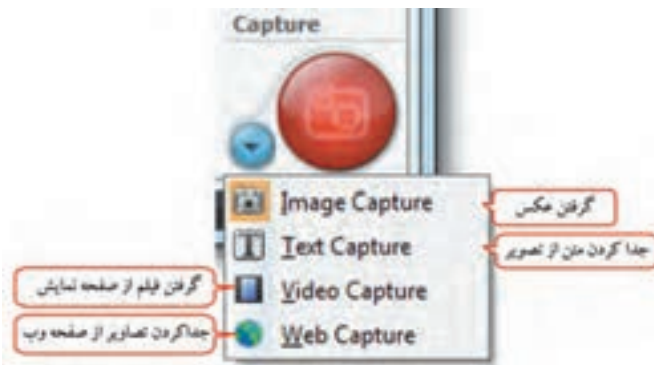 Capture
Image Capture
گرفتن عکس
Text Capture
جدا کردن متن از تصویر
گرفتن فیلم از صفحه نمایش
Video Capture
جداکردن تصاویر از صفحه وب
Web Capture